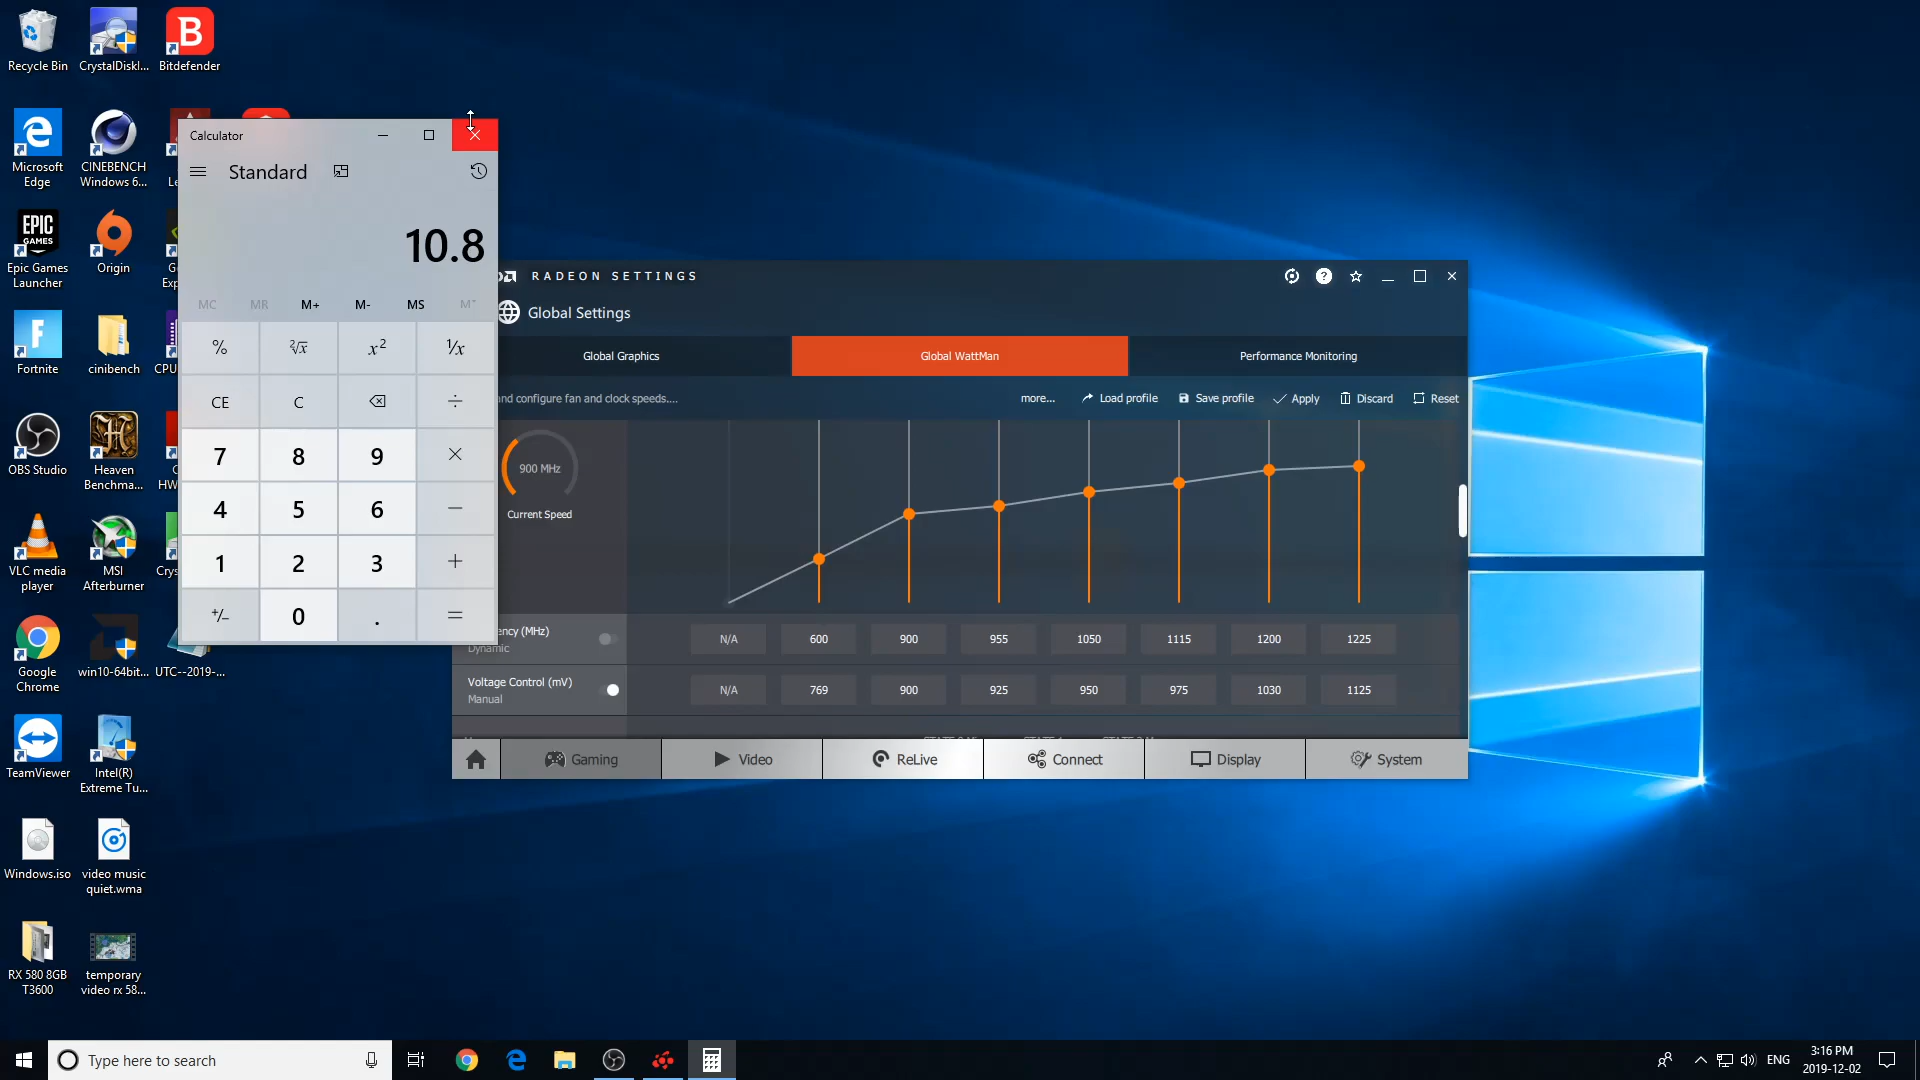 Recycle Bin
CrystalDiskI...
Bitdefender
Microsoft
Edge
CINEBENCH
Windows 6...
Epic Games
Launcher
EPIC
GAMES
Origin
Fortnite
cinibench
CPU
OBS Studio
Heaven
Benchma...
HW
VLC media
player
MSI
Afterburner
Crys
Google
Chrome
win10-64bit...
UTC--2019-...
TeamViewer
Intel(R)
Extreme Tu...
Windows.iso
video music
quiet.wma
RX 580 8GB
T3600
temporary
video rx 58...
Calculator
Standard
10.8
MC MR M+ M- MS M˅
% ²√x x² ¹/x
CE C ÷
7 8 9 ×
4 5 6 −
1 2 3 +
+/− 0 . =
RADEON SETTINGS
Global Settings
Global Graphics
Global WattMan
Performance Monitoring
nd configure fan and clock speeds....
more...
Load profile
Save profile
Apply
Discard
Reset
900 MHz
Current Speed
ency (MHz)
Dynamic
N/A 600 900 955 1050 1115 1200 1225
Voltage Control (mV)
Manual
N/A 769 900 925 950 975 1030 1125
Gaming
Video
ReLive
Connect
Display
System
Type here to search
ENG
3:16 PM
2019-12-02